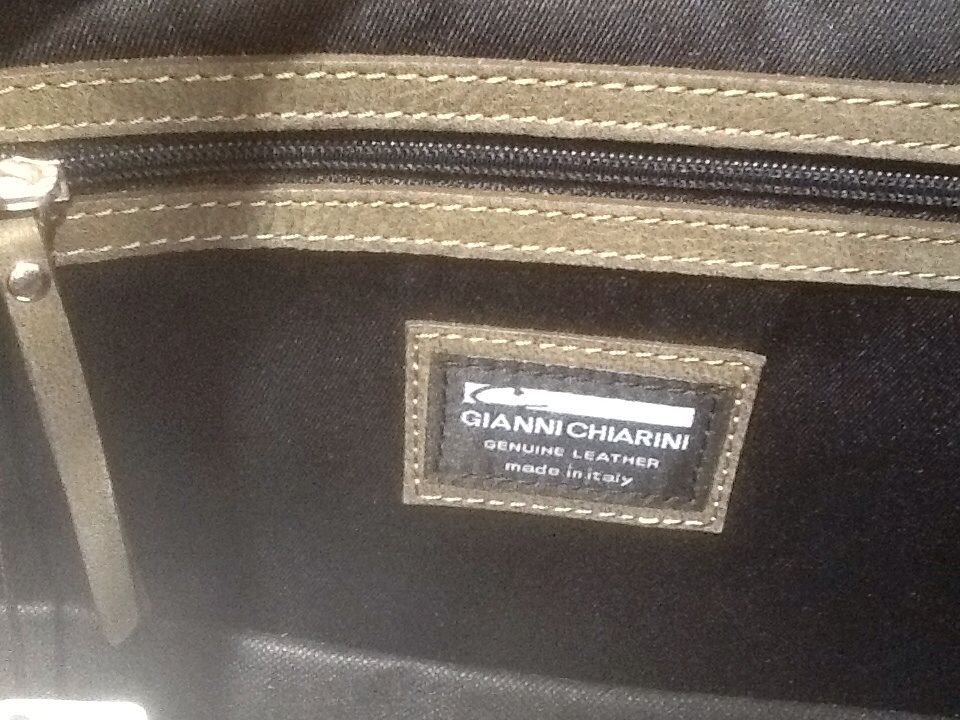 GIANNI CHIARINI
GENUINE LEATHER
made in italy